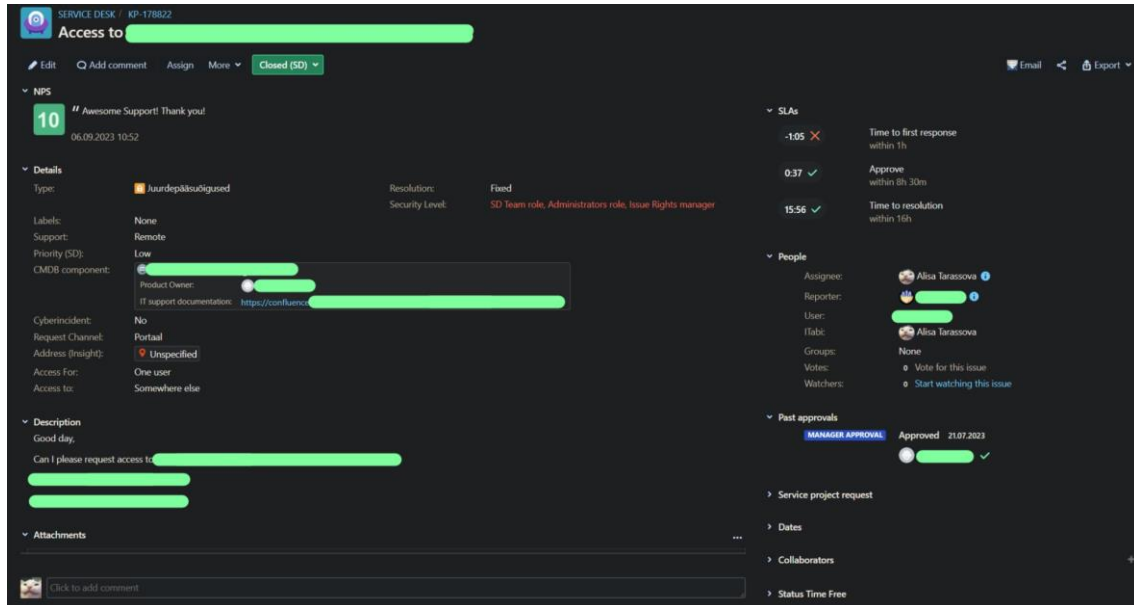 SERVICE DESK / KP-178822
Access to
Edit Add comment Assign More Closed (SD) Email Export
NPS
10 " Awesome Support! Thank you!
06.09.2023 10:52
Details
Type: Juurdepääsuõigused
Resolution: Fixed
Security Level: SD Team role, Administrators role, Issue Rights manager
Labels: None
Support: Remote
Priority (SD): Low
CMDB component:
Product Owner:
IT support documentation: https://confluence
Cyberincident: No
Request Channel: Portaal
Address (Insight): Unspecified
Access For: One user
Access to: Somewhere else
Description
Good day,
Can I please request access to
Attachments
...
Click to add comment
SLAs
-1:05 Time to first response
within 1h
0:37 Approve
within 8h 30m
15:56 Time to resolution
within 16h
People
Assignee: Alisa Tarassova
Reporter:
User:
ITabi: Alisa Tarassova
Groups: None
Votes: 0 Vote for this issue
Watchers: 0 Start watching this issue
Past approvals
MANAGER APPROVAL Approved 21.07.2023
Service project request
Dates
Collaborators +
Status Time Free